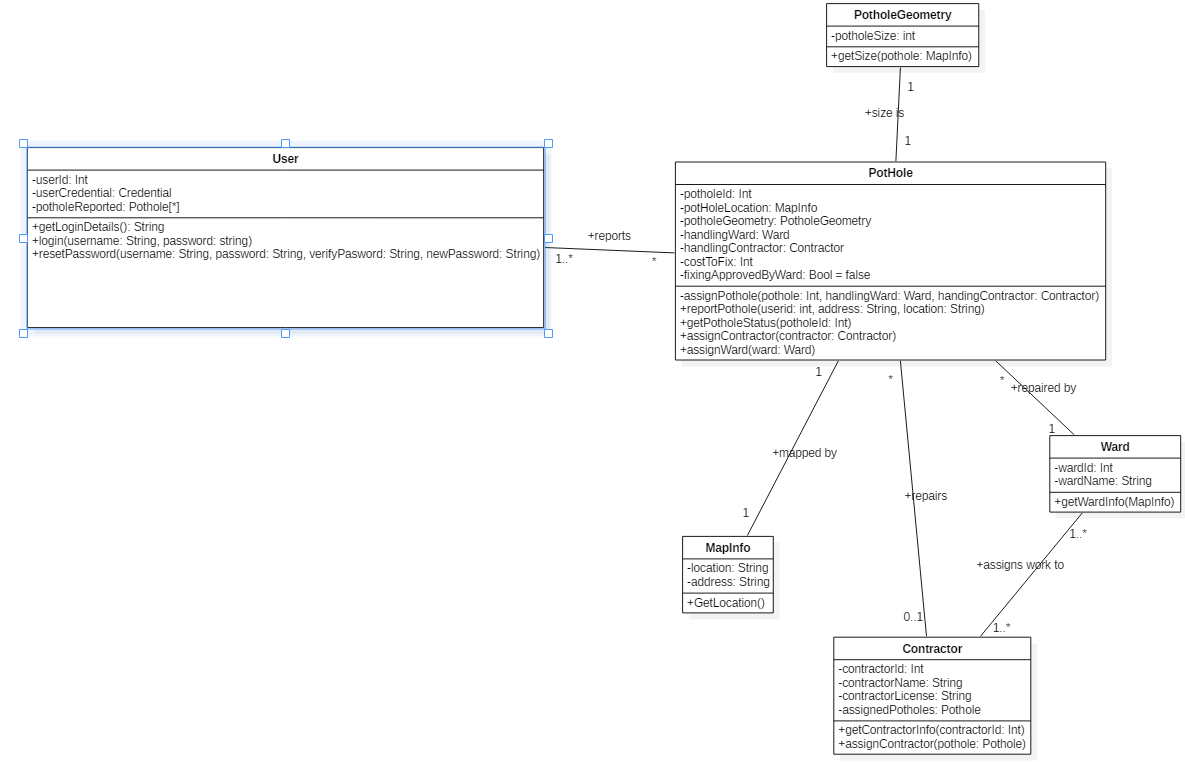 PotholeGeometry
-potholeSize: int
+getSize(pothole: MapInfo)
1
+size is
1
User
-userId: Int
-userCredential: Credential
-potholeReported: Pothole[*]
+getLoginDetails(): String
+login(username: String, password: string)
+resetPassword(username: String, password: String, verifyPasword: String, newPassword: String)
+reports
1..*
*
PotHole
-potholeId: Int
-potHoleLocation: MapInfo
-potholeGeometry: PotholeGeometry
-handlingWard: Ward
-handlingContractor: Contractor
-costToFix: Int
-fixingApprovedByWard: Bool = false
-assignPothole(pothole: Int, handlingWard: Ward, handingContractor: Contractor)
+reportPothole(userid: int, address: String, location: String)
+getPotholeStatus(potholeId: Int)
+assignContractor(contractor: Contractor)
+assignWard(ward: Ward)
1
*
*
+repaired by
1
+mapped by
1
+repairs
Ward
-wardId: Int
-wardName: String
+getWardInfo(MapInfo)
1..*
+assigns work to
MapInfo
-location: String
-address: String
+GetLocation()
0..1
1..*
Contractor
-contractorId: Int
-contractorName: String
-contractorLicense: String
-assignedPotholes: Pothole
+getContractorInfo(contractorId: Int)
+assignContractor(pothole: Pothole)